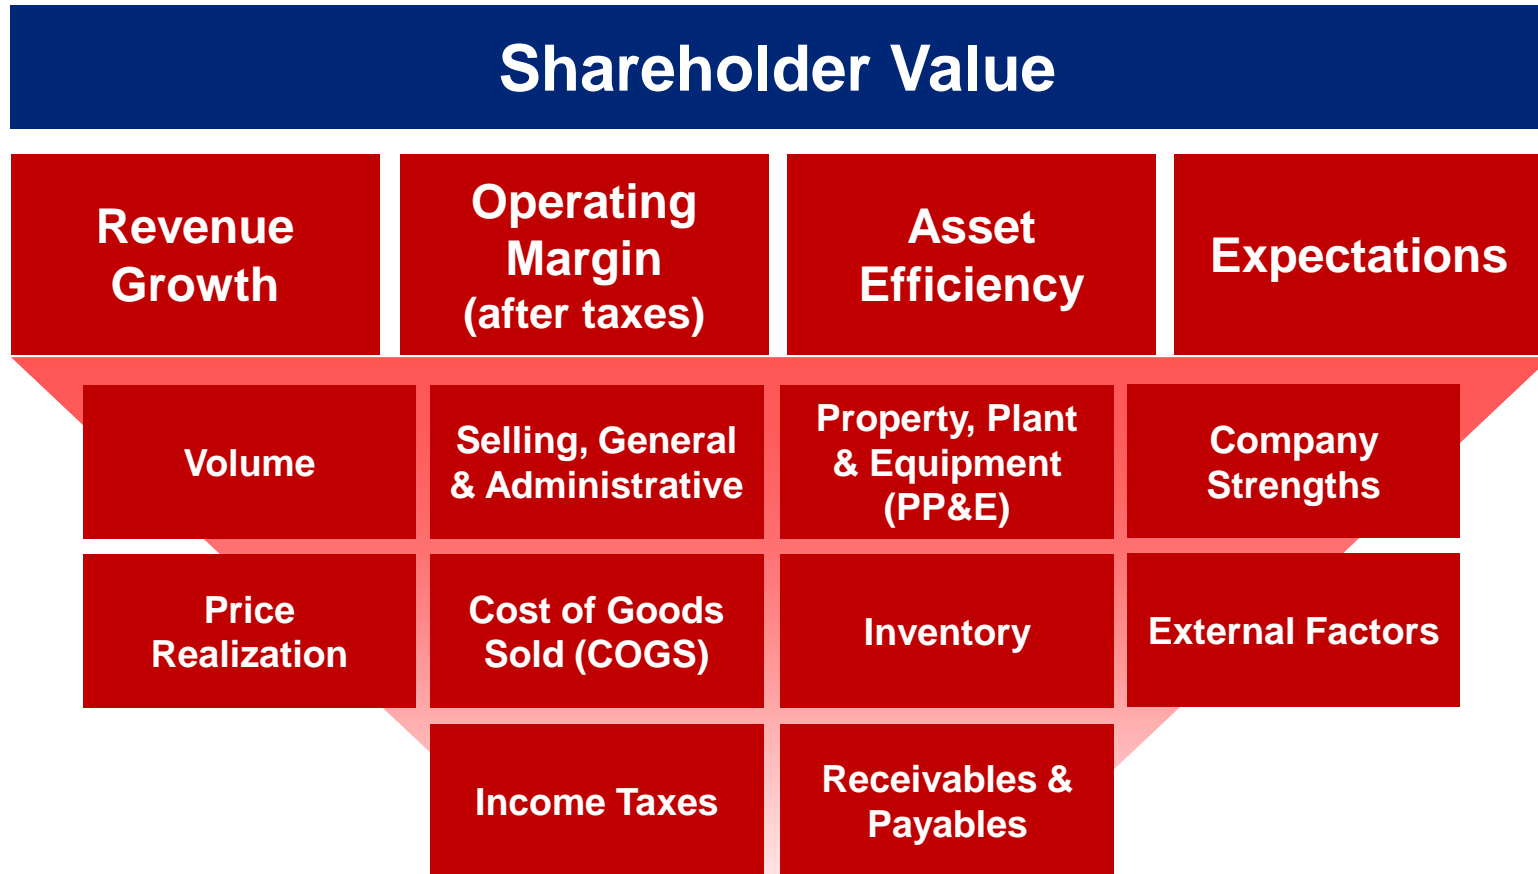 Shareholder Value
Revenue
Growth
Operating
Margin
(after taxes)
Asset
Efficiency
Expectations
Volume
Selling, General
& Administrative
Property, Plant
& Equipment
(PP&E)
Company
Strengths
Price
Realization
Cost of Goods
Sold (COGS)
Inventory
External Factors
Income Taxes
Receivables &
Payables